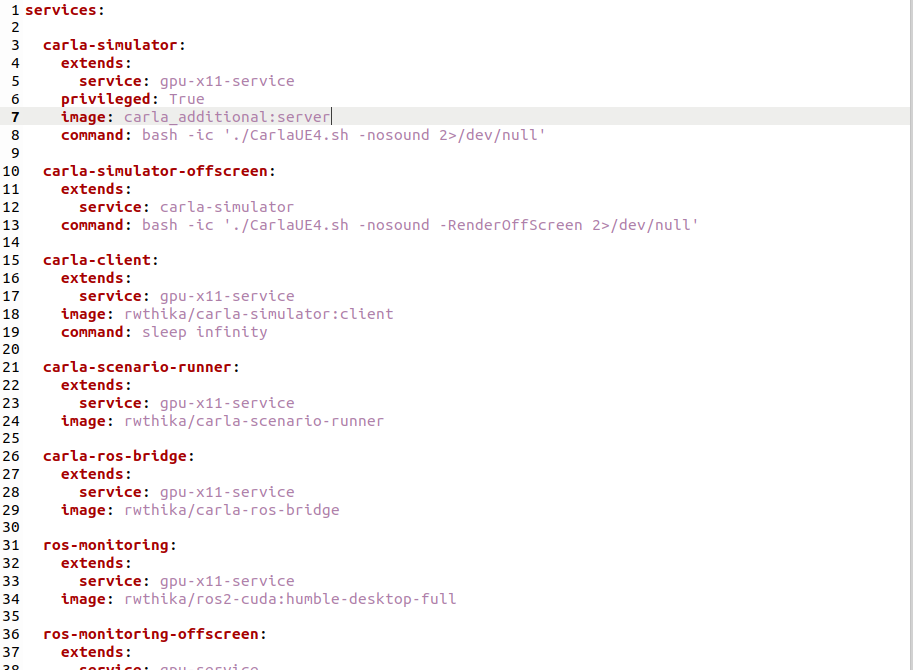 1 services:
2
3   carla-simulator:
4     extends:
5       service: gpu-x11-service
6     privileged: True
7     image: carla_additional:server
8     command: bash -ic './CarlaUE4.sh -nosound 2>/dev/null'
9
10   carla-simulator-offscreen:
11     extends:
12       service: carla-simulator
13     command: bash -ic './CarlaUE4.sh -nosound -RenderOffScreen 2>/dev/null'
14
15   carla-client:
16     extends:
17       service: gpu-x11-service
18     image: rwthika/carla-simulator:client
19     command: sleep infinity
20
21   carla-scenario-runner:
22     extends:
23       service: gpu-x11-service
24     image: rwthika/carla-scenario-runner
25
26   carla-ros-bridge:
27     extends:
28       service: gpu-x11-service
29     image: rwthika/carla-ros-bridge
30
31   ros-monitoring:
32     extends:
33       service: gpu-x11-service
34     image: rwthika/ros2-cuda:humble-desktop-full
35
36   ros-monitoring-offscreen:
37     extends:
38       service: gpu-service